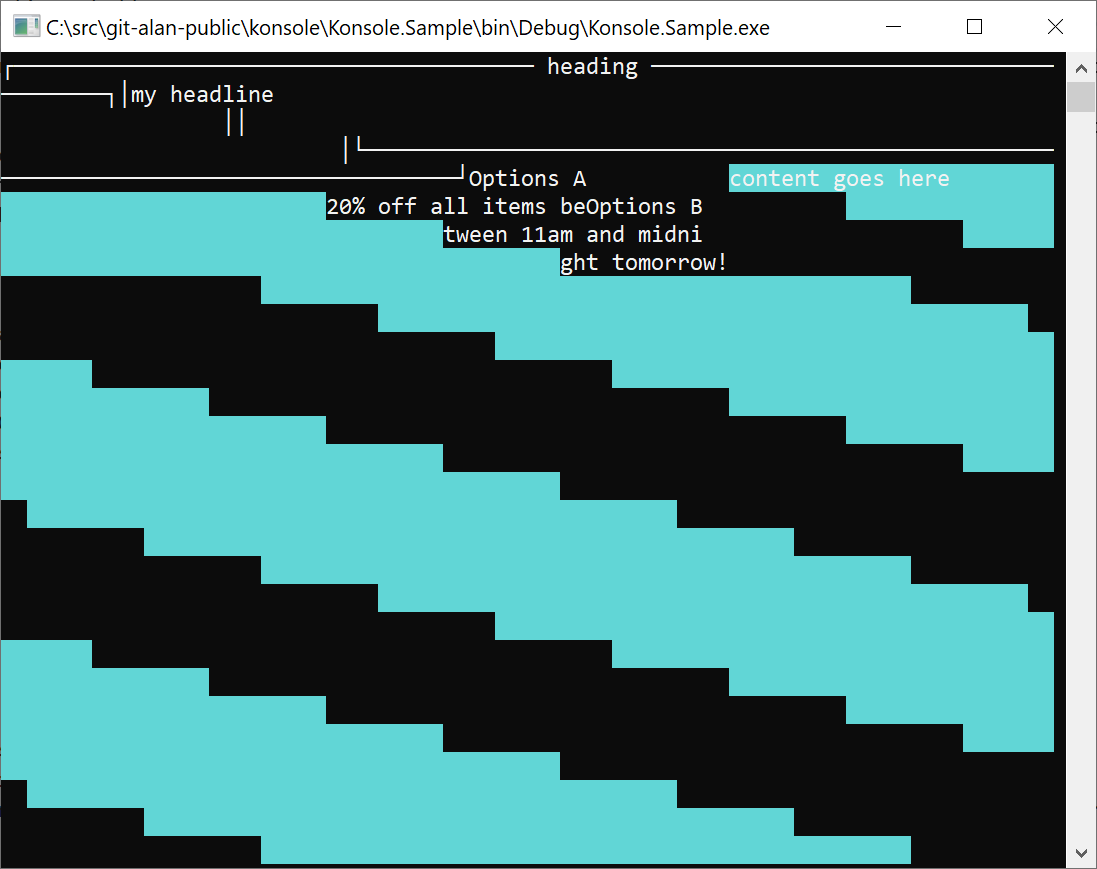 C:\src\git-alan-public\konsole\Konsole.Sample\bin\Debug\Konsole.Sample.exe
heading
my headline
Options A content goes here
20% off all items beOptions B
tween 11am and midni
ght tomorrow!